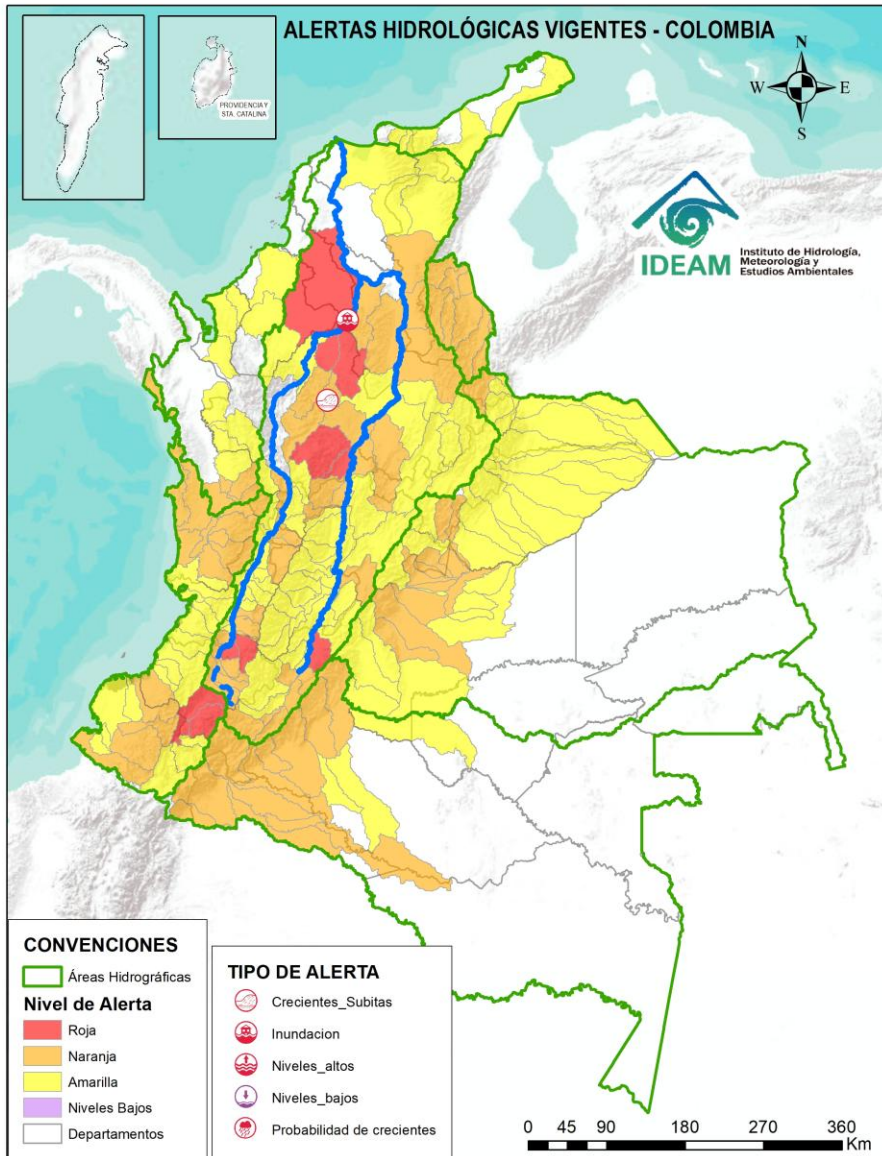 ALERTAS HIDROLÓGICAS VIGENTES - COLOMBIA
PROVIDENCIA Y
STA. CATALINA
N
W
E
S
IDEAM
Instituto de Hidrología,
Meteorología y
Estudios Ambientales
CONVENCIONES
Áreas Hidrográficas
Nivel de Alerta
Roja
Naranja
Amarilla
Niveles Bajos
Departamentos
TIPO DE ALERTA
Crecientes_Subitas
Inundacion
Niveles_altos
Niveles_bajos
Probabilidad de crecientes
0 45 90 180 270 360
Km